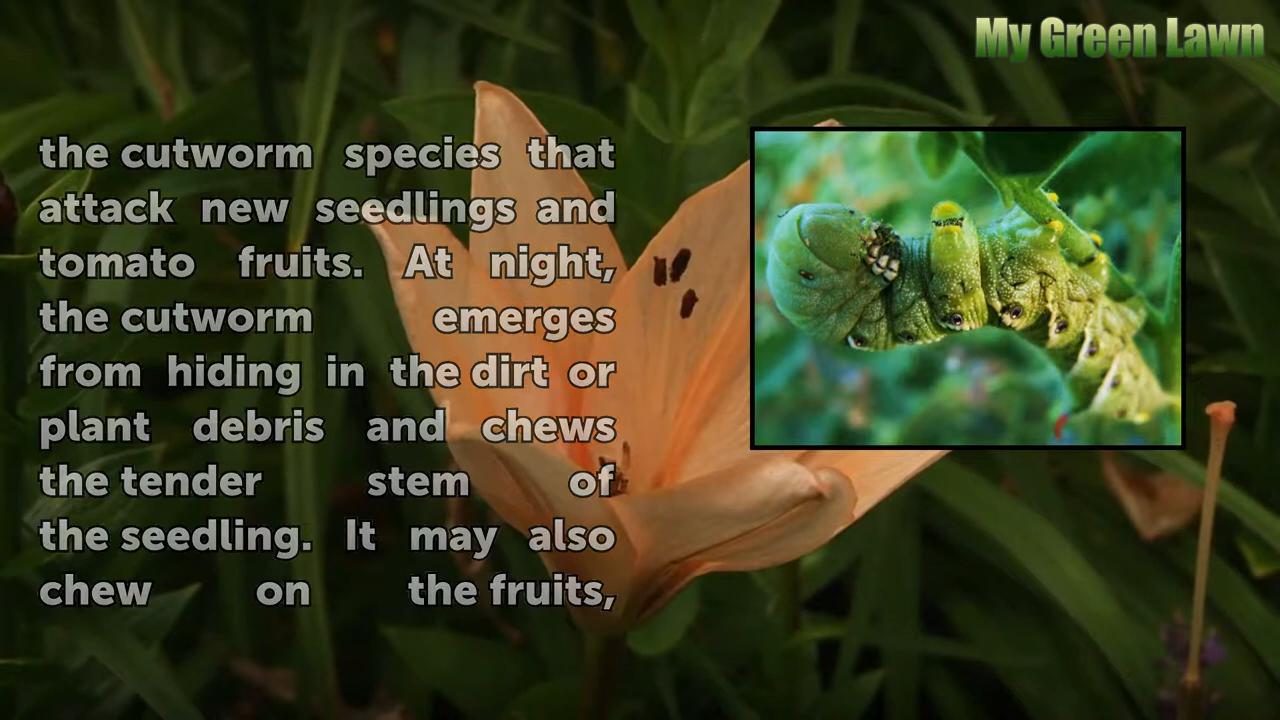 My Green Lawn
the cutworm species that
attack new seedlings and
tomato fruits. At night,
the cutworm emerges
from hiding in the dirt or
plant debris and chews
the tender stem of
the seedling. It may also
chew on the fruits,